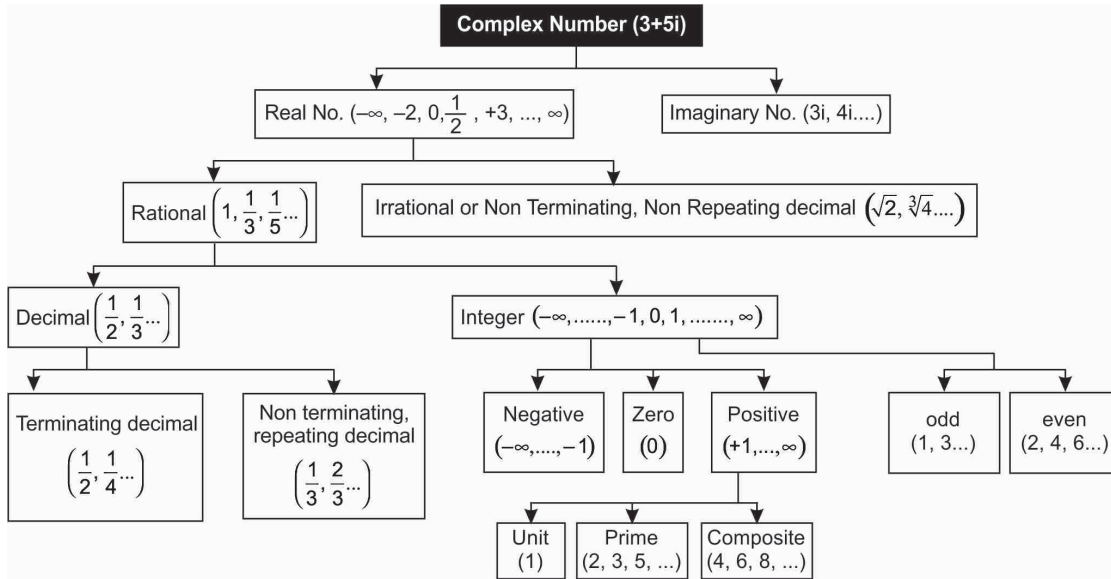 Complex Number (3+5i)
Real No. (–∞, –2, 0, 1/2 , +3, ..., ∞)
Imaginary No. (3i, 4i....)
Rational (1, 1/3, 1/5...)
Irrational or Non Terminating, Non Repeating decimal (√2, ∛4....)
Decimal (1/2, 1/3...)
Integer (–∞,......,–1, 0, 1, ......., ∞)
Terminating decimal
(1/2, 1/4...)
Non terminating,
repeating decimal
(1/3, 2/3...)
Negative
(–∞,....,–1)
Zero
(0)
Positive
(+1,...,∞)
odd
(1, 3...)
even
(2, 4, 6...)
Unit
(1)
Prime
(2, 3, 5, ...)
Composite
(4, 6, 8, ...)